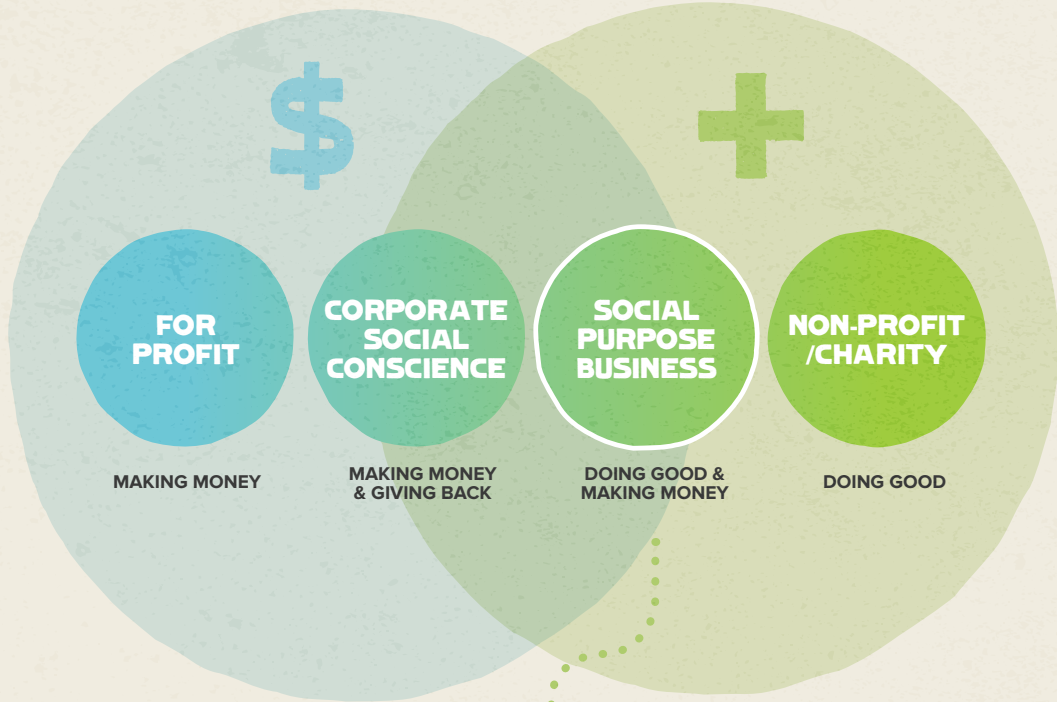 $
FOR
PROFIT
CORPORATE
SOCIAL
CONSCIENCE
SOCIAL
PURPOSE
BUSINESS
NON-PROFIT
/CHARITY
MAKING MONEY
MAKING MONEY
& GIVING BACK
DOING GOOD &
MAKING MONEY
DOING GOOD